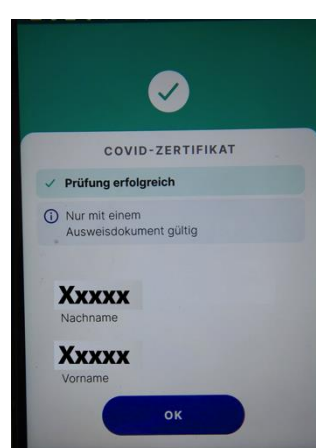 COVID-ZERTIFIKAT
Prüfung erfolgreich
Nur mit einem
Ausweisdokument gültig
Xxxxx
Nachname
Xxxxx
Vorname
OK